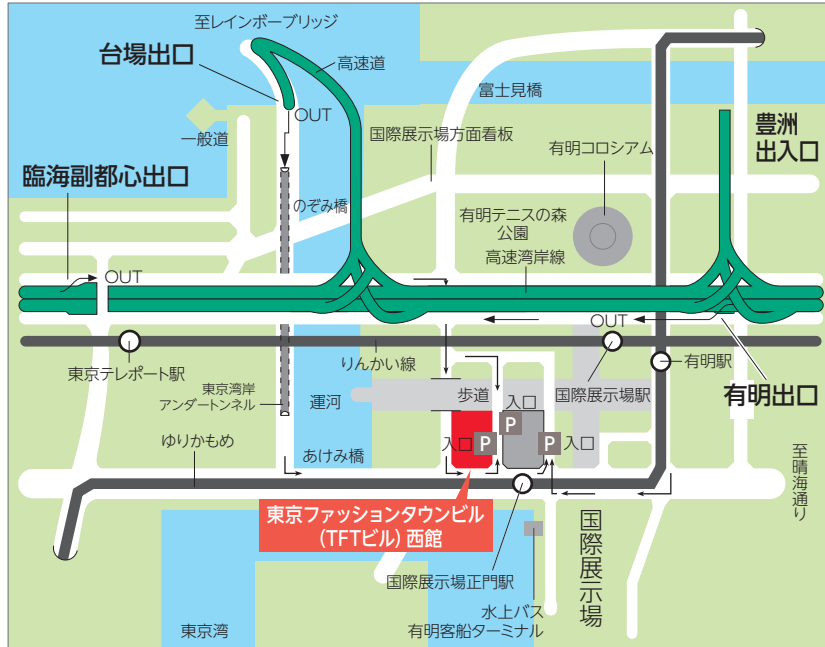 至レインボーブリッジ
台場出口
高速道
富士見橋
OUT
一般道
国際展示場方面看板
有明コロシアム
豊洲
出入口
臨海副都心出口
のぞみ橋
有明テニスの森
公園
高速湾岸線
OUT
OUT
東京テレポート駅
りんかい線
有明駅
東京湾岸
アンダートンネル
運河
歩道
入口
国際展示場駅
有明出口
P
入口
P
P
入口
ゆりかもめ
あけみ橋
至晴海通り
東京ファッションタウンビル
(TFTビル)西館
国際展示場
国際展示場正門駅
水上バス
有明客船ターミナル
東京湾